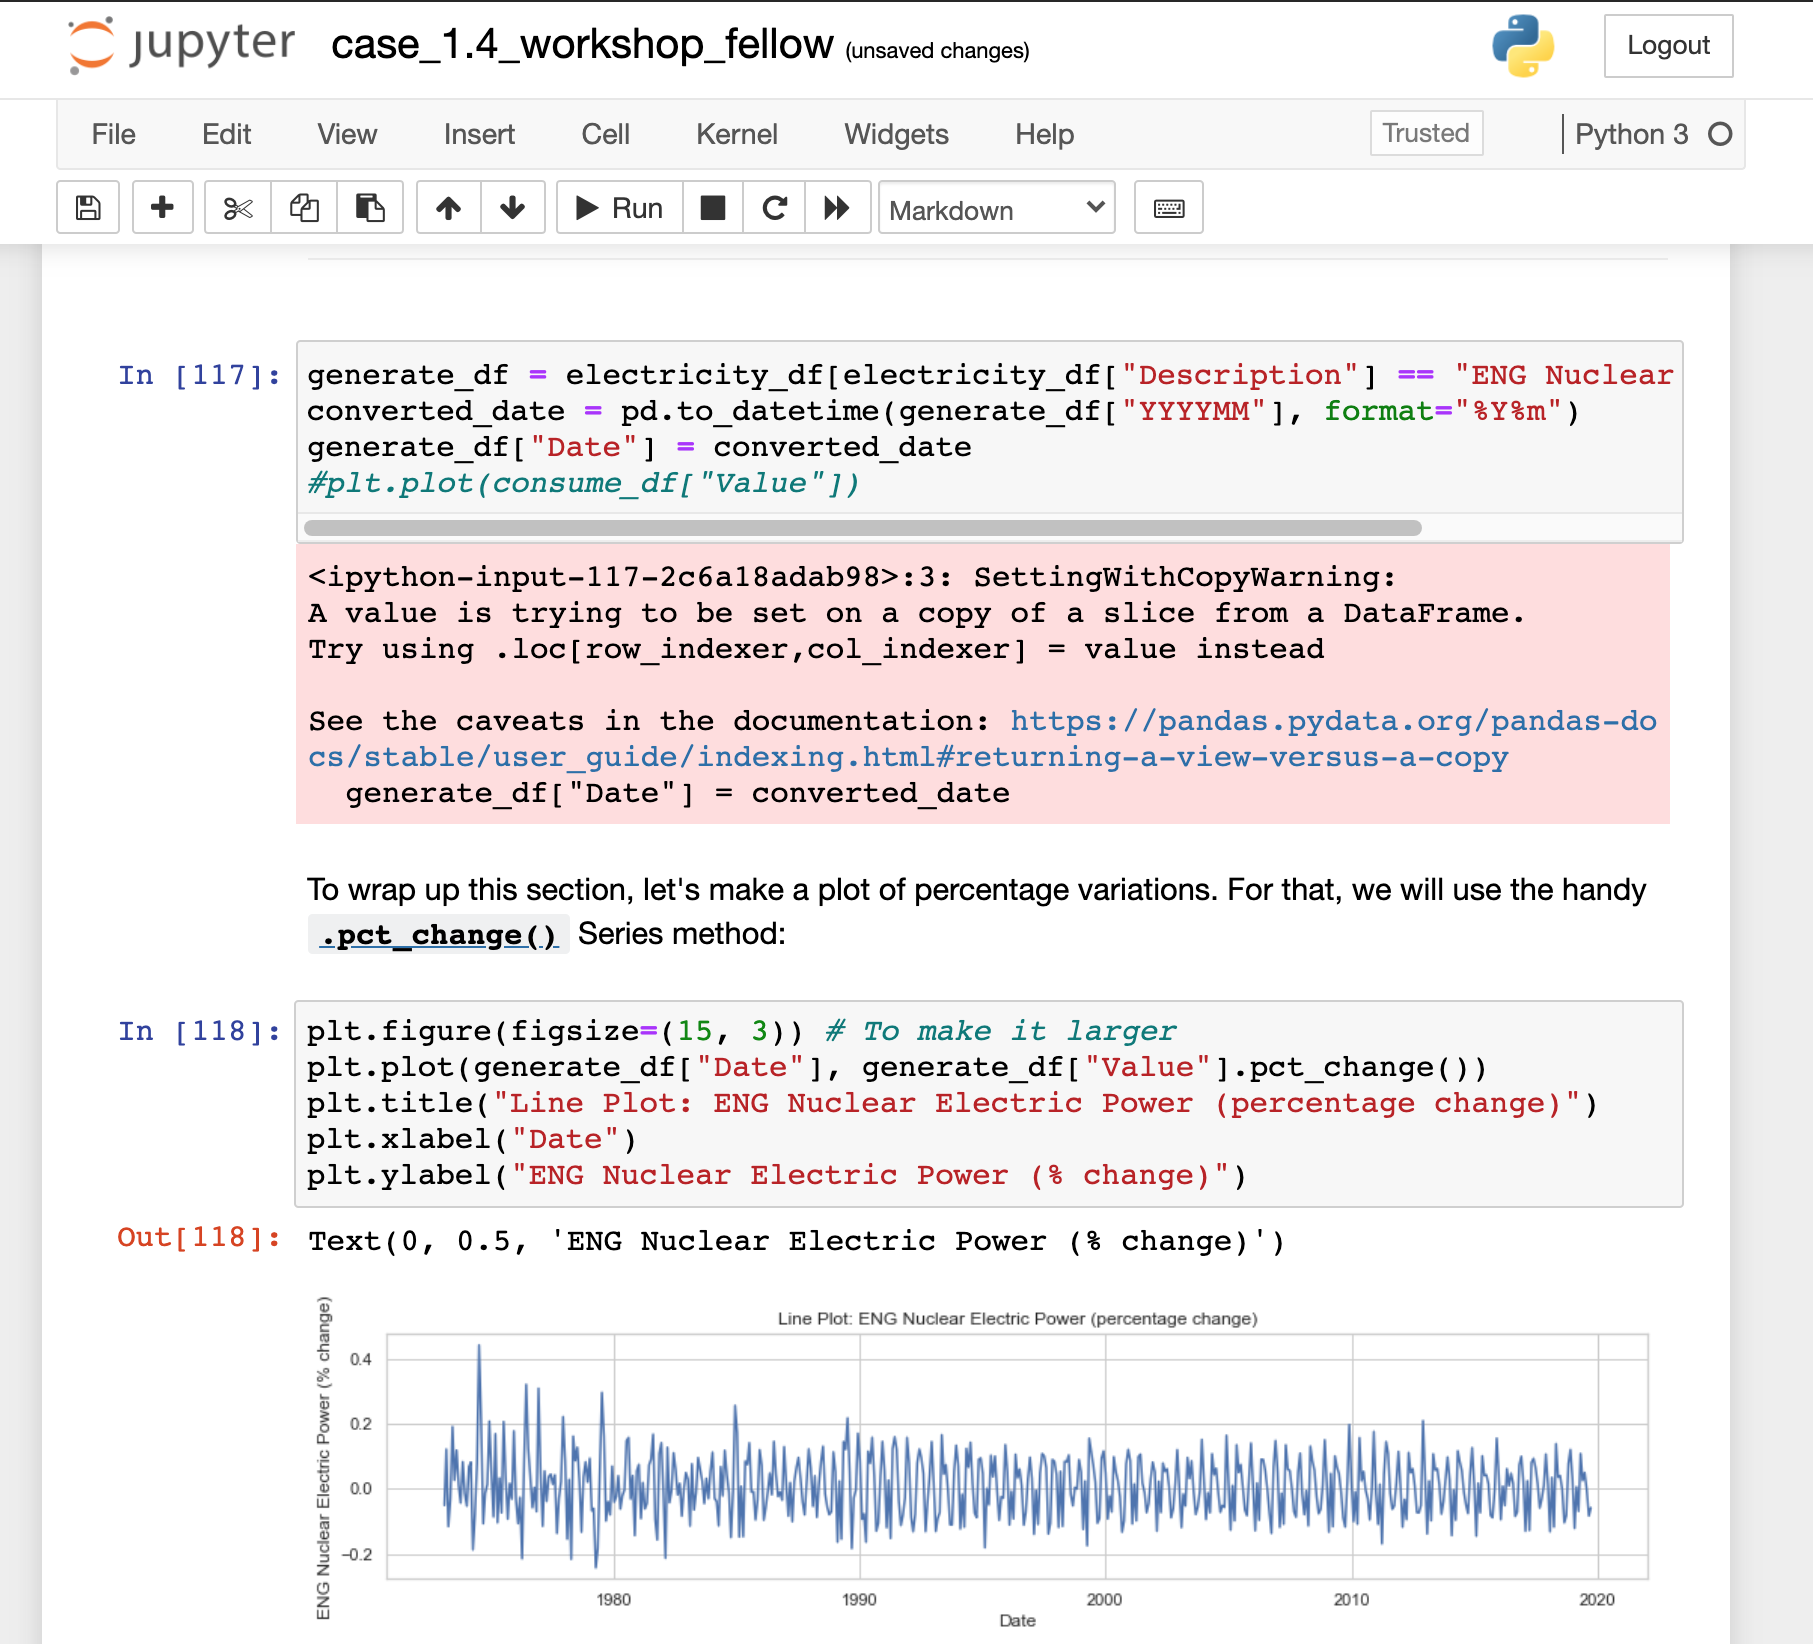 jupyter case_1.4_workshop_fellow (unsaved changes) Logout
File Edit View Insert Cell Kernel Widgets Help Trusted Python 3
Run Markdown
In [117]: generate_df = electricity_df[electricity_df["Description"] == "ENG Nuclear
converted_date = pd.to_datetime(generate_df["YYYYMM"], format="%Y%m")
generate_df["Date"] = converted_date
#plt.plot(consume_df["Value"])
<ipython-input-117-2c6a18adab98>:3: SettingWithCopyWarning:
A value is trying to be set on a copy of a slice from a DataFrame.
Try using .loc[row_indexer,col_indexer] = value instead
See the caveats in the documentation: https://pandas.pydata.org/pandas-do
cs/stable/user_guide/indexing.html#returning-a-view-versus-a-copy
generate_df["Date"] = converted_date
To wrap up this section, let's make a plot of percentage variations. For that, we will use the handy
.pct_change() Series method:
In [118]: plt.figure(figsize=(15, 3)) # To make it larger
plt.plot(generate_df["Date"], generate_df["Value"].pct_change())
plt.title("Line Plot: ENG Nuclear Electric Power (percentage change)")
plt.xlabel("Date")
plt.ylabel("ENG Nuclear Electric Power (% change)")
Out[118]: Text(0, 0.5, 'ENG Nuclear Electric Power (% change)')
Line Plot: ENG Nuclear Electric Power (percentage change)
ENG Nuclear Electric Power (% change)
0.4
0.2
0.0
−0.2
1980 1990 2000 2010 2020
Date